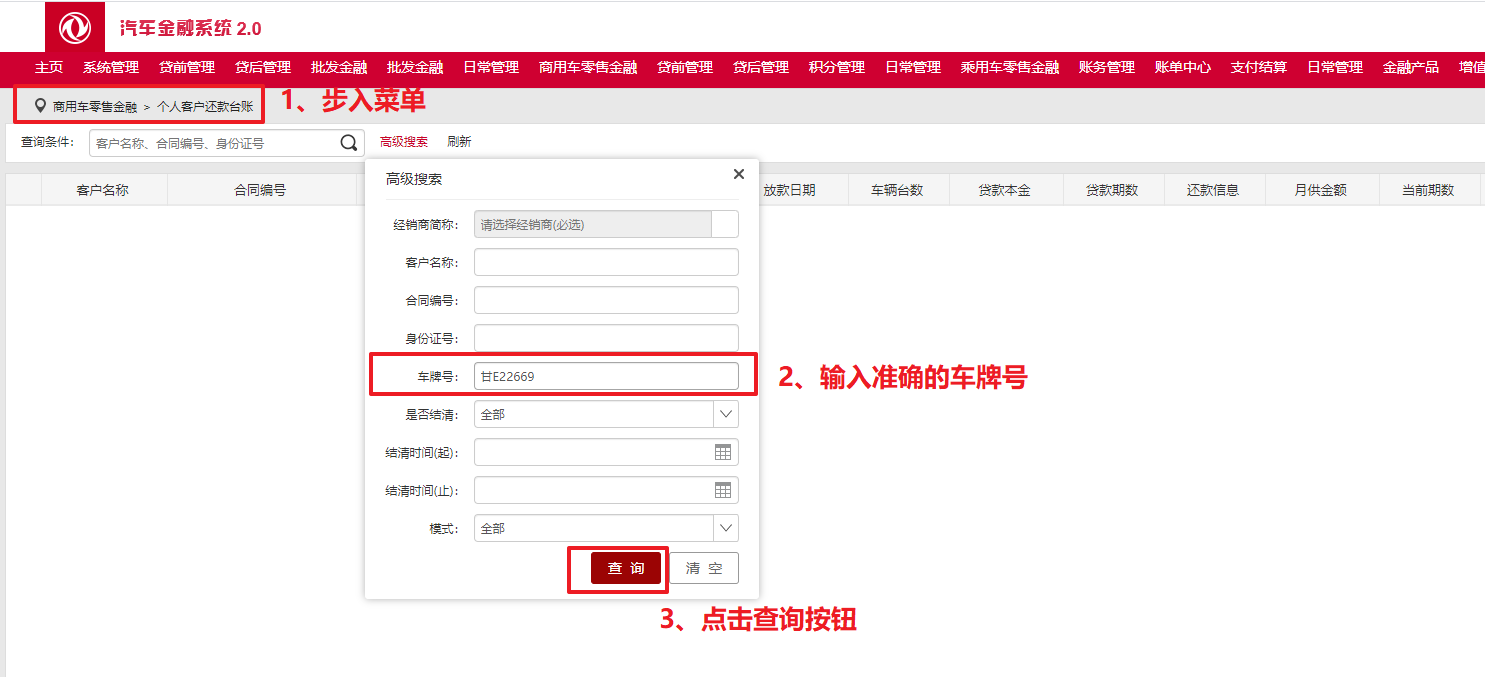 汽车金融系统 2.0
主页 系统管理 贷前管理 贷后管理 批发金融 批发金融 日常管理 商用车零售金融 贷前管理 贷后管理 积分管理 日常管理 乘用车零售金融 账务管理 账单中心 支付结算 日常管理 金融产品 增值
商用车零售金融 > 个人客户还款台账 1、步入菜单
查询条件: 客户名称、合同编号、身份证号 高级搜索 刷新
客户名称 合同编号 放款日期 车辆台数 贷款本金 贷款期数 还款信息 月供金额 当前期数
高级搜索
经销商简称: 请选择经销商(必选)
客户名称:
合同编号:
身份证号:
车牌号: 甘E22669 2、输入准确的车牌号
是否结清: 全部
结清时间(起):
结清时间(止):
模式: 全部
查 询 清 空
3、点击查询按钮